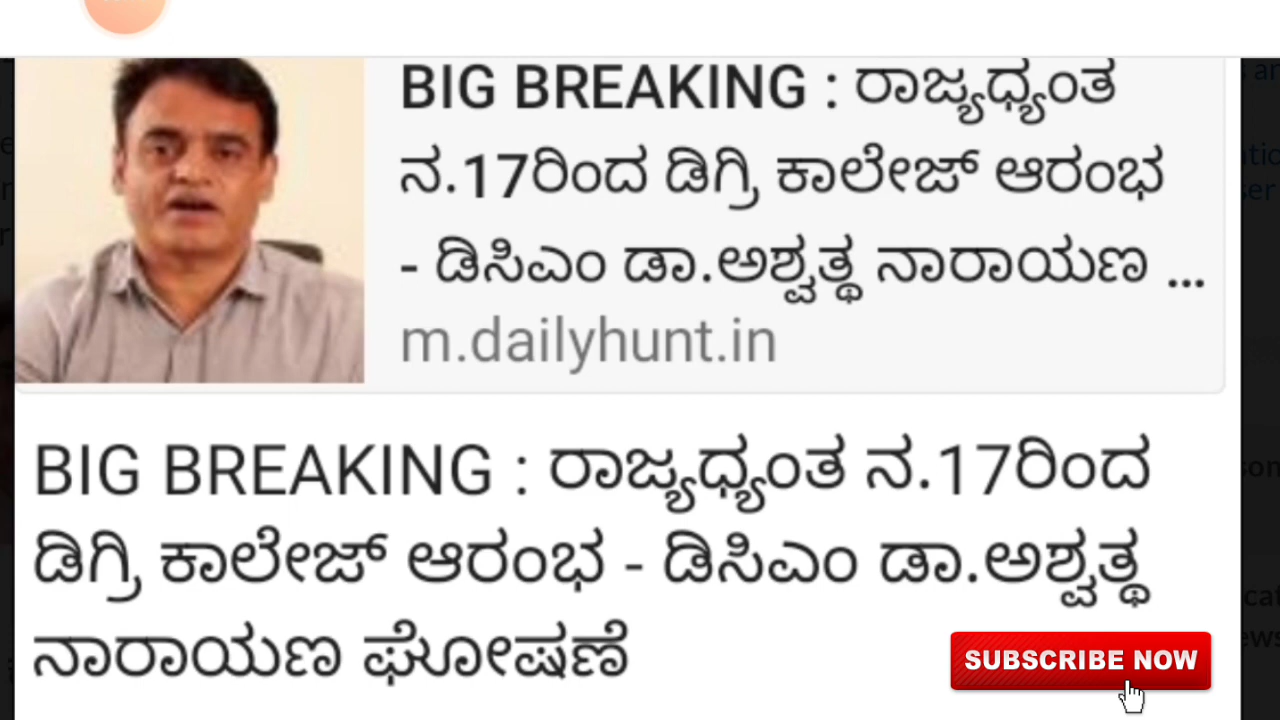 BIG BREAKING : ರಾಜ್ಯಧ್ಯಂತ
ನ.17ರಿಂದ ಡಿಗ್ರಿ ಕಾಲೇಜ್ ಆರಂಭ
- ಡಿಸಿಎಂ ಡಾ.ಅಶ್ವತ್ಥ ನಾರಾಯಣ ...
m.dailyhunt.in
BIG BREAKING : ರಾಜ್ಯಧ್ಯಂತ ನ.17ರಿಂದ
ಡಿಗ್ರಿ ಕಾಲೇಜ್ ಆರಂಭ - ಡಿಸಿಎಂ ಡಾ.ಅಶ್ವತ್ಥ
ನಾರಾಯಣ ಘೋಷಣೆ
SUBSCRIBE NOW